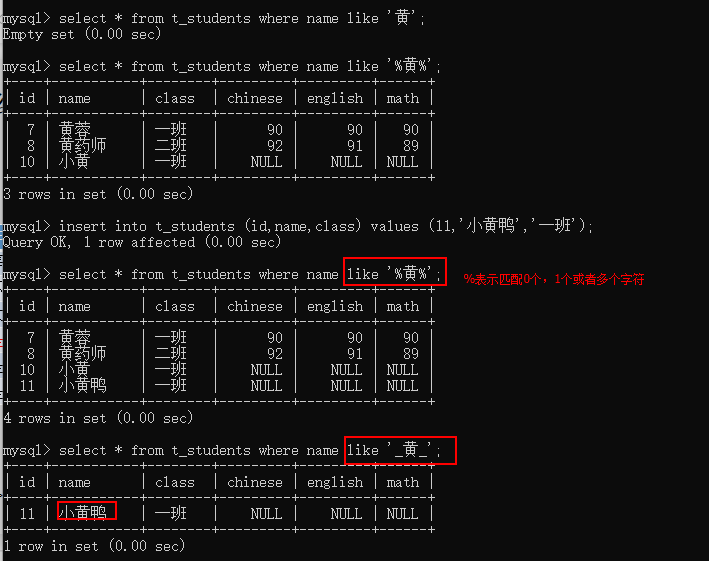 mysql> select * from t_students where name like '黄';
Empty set (0.00 sec)
mysql> select * from t_students where name like '%黄%';
+----+--------+-------+---------+---------+------+
| id | name | class | chinese | english | math |
+----+--------+-------+---------+---------+------+
| 7 | 黄蓉 | 一班 | 90 | 90 | 90 |
| 8 | 黄药师 | 二班 | 92 | 91 | 89 |
| 10 | 小黄 | 一班 | NULL | NULL | NULL |
+----+--------+-------+---------+---------+------+
3 rows in set (0.00 sec)
mysql> insert into t_students (id,name,class) values (11,'小黄鸭','一班');
Query OK, 1 row affected (0.00 sec)
mysql> select * from t_students where name like '%黄%';
%表示匹配0个，1个或者多个字符
+----+--------+-------+---------+---------+------+
| id | name | class | chinese | english | math |
+----+--------+-------+---------+---------+------+
| 7 | 黄蓉 | 一班 | 90 | 90 | 90 |
| 8 | 黄药师 | 二班 | 92 | 91 | 89 |
| 10 | 小黄 | 一班 | NULL | NULL | NULL |
| 11 | 小黄鸭 | 一班 | NULL | NULL | NULL |
+----+--------+-------+---------+---------+------+
4 rows in set (0.00 sec)
mysql> select * from t_students where name like '_黄_';
+----+--------+-------+---------+---------+------+
| id | name | class | chinese | english | math |
+----+--------+-------+---------+---------+------+
| 11 | 小黄鸭 | 一班 | NULL | NULL | NULL |
+----+--------+-------+---------+---------+------+
1 row in set (0.00 sec)